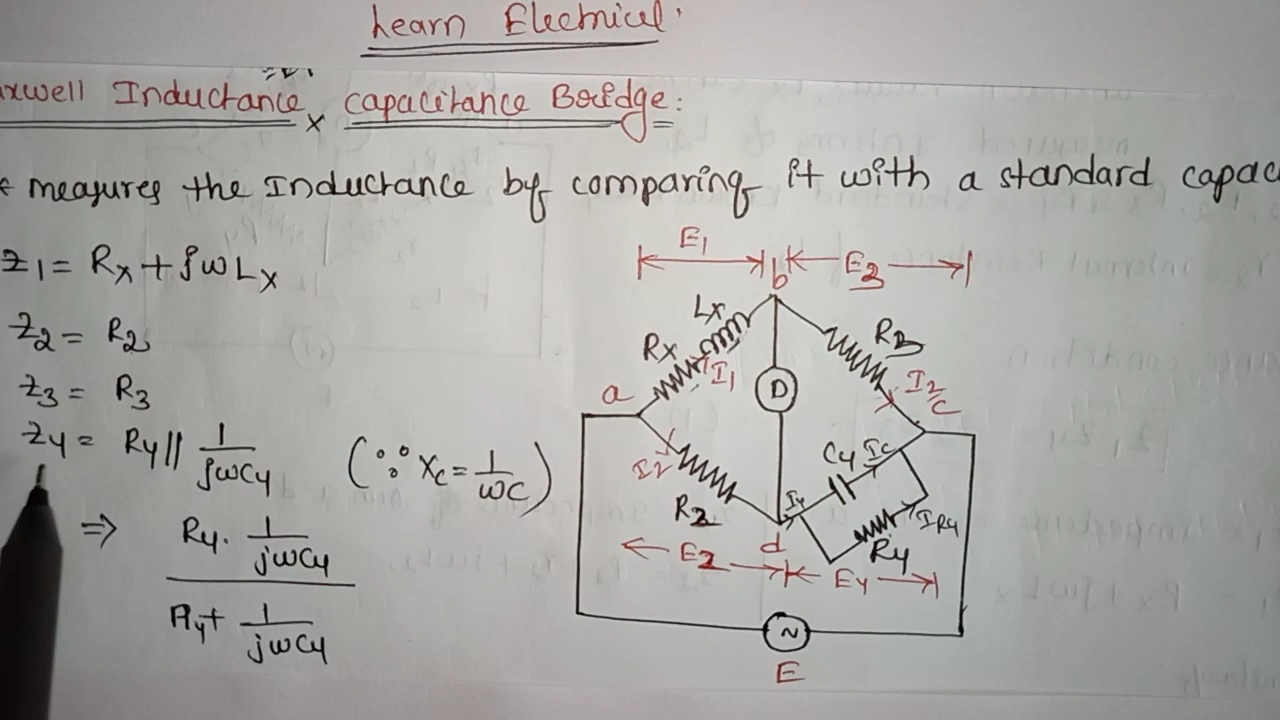 Learn Electrical.
axwell Inductance capacitance Bridge:
measures the Inductance by comparing it with a standard capac
Z1 = Rx + jωLx
Z2 = R2
Z3 = R3
Z4 = R4 || 1/jωC4 (∵ Xc = 1/ωC)
⇒ R4 · 1/jωC4
R4 + 1/jωC4
E1
E3
b
Lx
Rx
I1
R3
I2
a
D
c
I2
R2
C4
Ic
I4
IR4
R4
d
E2
E4
E